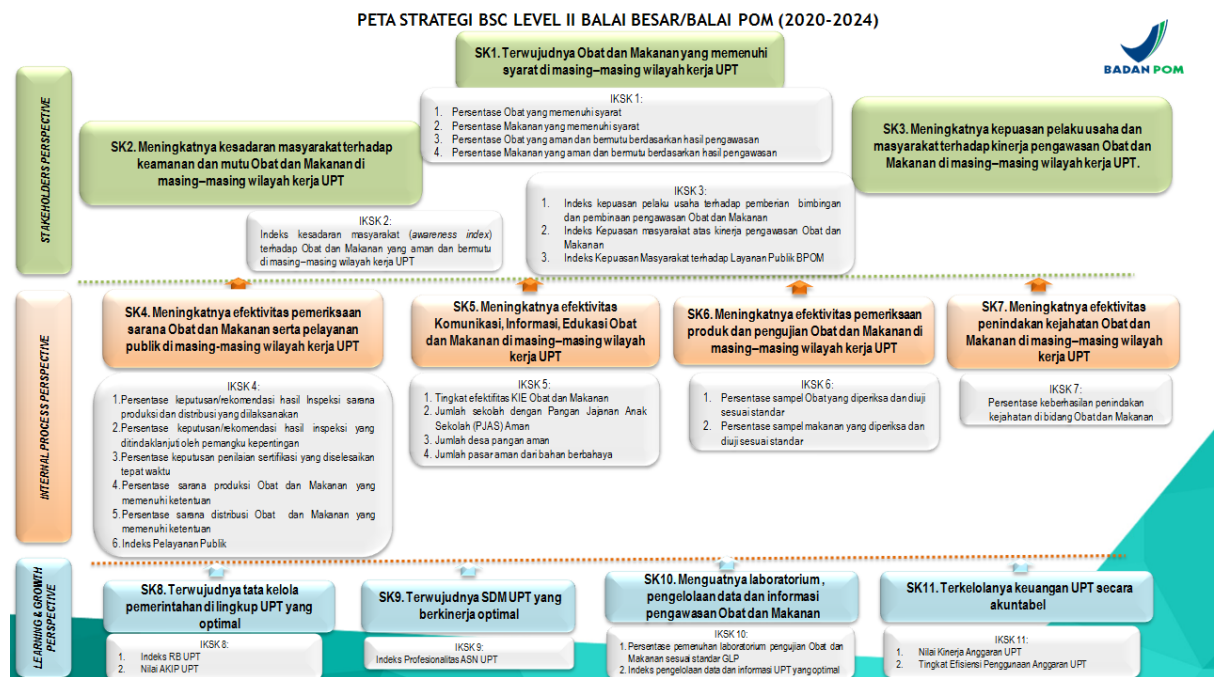 PETA STRATEGI BSC LEVEL II BALAI BESAR/BALAI POM (2020-2024)
BADAN POM
STAKEHOLDERS PERSPECTIVE
SK1. Terwujudnya Obat dan Makanan yang memenuhi
syarat di masing–masing wilayah kerja UPT
IKSK 1:
1. Persentase Obat yang memenuhi syarat
2. Persentase Makanan yang memenuhi syarat
3. Persentase Obat yang aman dan bermutu berdasarkan hasil pengawasan
4. Persentase Makanan yang aman dan bermutu berdasarkan hasil pengawasan
SK2. Meningkatnya kesadaran masyarakat terhadap
keamanan dan mutu Obat dan Makanan di
masing–masing wilayah kerja UPT
IKSK 2:
Indeks kesadaran masyarakat (awareness index)
terhadap Obat dan Makanan yang aman dan bermutu
di masing–masing wilayah kerja UPT
SK3. Meningkatnya kepuasan pelaku usaha dan
masyarakat terhadap kinerja pengawasan Obat dan
Makanan di masing–masing wilayah kerja UPT.
IKSK 3:
1. Indeks kepuasan pelaku usaha terhadap pemberian bimbingan
dan pembinaan pengawasan Obat dan Makanan
2. Indeks Kepuasan masyarakat atas kinerja pengawasan Obat dan
Makanan
3. Indeks Kepuasan Masyarakat terhadap Layanan Publik BPOM
INTERNAL PROCESS PERSPECTIVE
SK4. Meningkatnya efektivitas pemeriksaan
sarana Obat dan Makanan serta pelayanan
publik di masing-masing wilayah kerja UPT
IKSK 4:
1.Persentase keputusan/rekomendasi hasil Inspeksi sarana
produksi dan distribusi yang diilaksanakan
2.Persentase keputusan/rekomendasi hasil inspeksi yang
ditindaklanjuti oleh pemangku kepentingan
3.Persentase keputusan penilaian sertifikasi yang diselesaikan
tepat waktu
4.Persentase sarana produksi Obat dan Makanan yang
memenuhi ketentuan
5.Persentase sarana distribusi Obat dan Makanan yang
memenuhi ketentuan
6.Indeks Pelayanan Publik
SK5. Meningkatnya efektivitas
Komunikasi, Informasi, Edukasi Obat
dan Makanan di masing–masing wilayah
kerja UPT
IKSK 5:
1. Tingkat efektifitas KIE Obat dan Makanan
2. Jumlah sekolah dengan Pangan Jajanan Anak
Sekolah (PJAS) Aman
3. Jumlah desa pangan aman
4. Jumlah pasar aman dari bahan berbahaya
SK6. Meningkatnya efektivitas pemeriksaan
produk dan pengujian Obat dan Makanan di
masing–masing wilayah kerja UPT
IKSK 6:
1. Persentase sampel Obat yang diperiksa dan diuji
sesuai standar
2. Persentase sampel makanan yang diperiksa dan
diuji sesuai standar
SK7. Meningkatnya efektivitas
penindakan kejahatan Obat dan
Makanan di masing–masing wilayah
kerja UPT
IKSK 7:
Persentase keberhasilan penindakan
kejahatan di bidang Obat dan Makanan
LEARNING & GROWTH
PERSPECTIVE
SK8. Terwujudnya tata kelola
pemerintahan di lingkup UPT yang
optimal
IKSK 8:
1. Indeks RB UPT
2. Nilai AKIP UPT
SK9. Terwujudnya SDM UPT yang
berkinerja optimal
IKSK 9:
Indeks Profesionalitas ASN UPT
SK10. Menguatnya laboratorium ,
pengelolaan data dan informasi
pengawasan Obat dan Makanan
IKSK 10:
1.Persentase pemenuhan laboratorium pengujian Obat dan
Makanan sesuai standar GLP
2.Indeks pengelolaan data dan informasi UPT yang optimal
SK11. Terkelolanya keuangan UPT secara
akuntabel
IKSK 11:
1. Nilai Kinerja Anggaran UPT
2. Tingkat Efisiensi Penggunaan Anggaran UPT